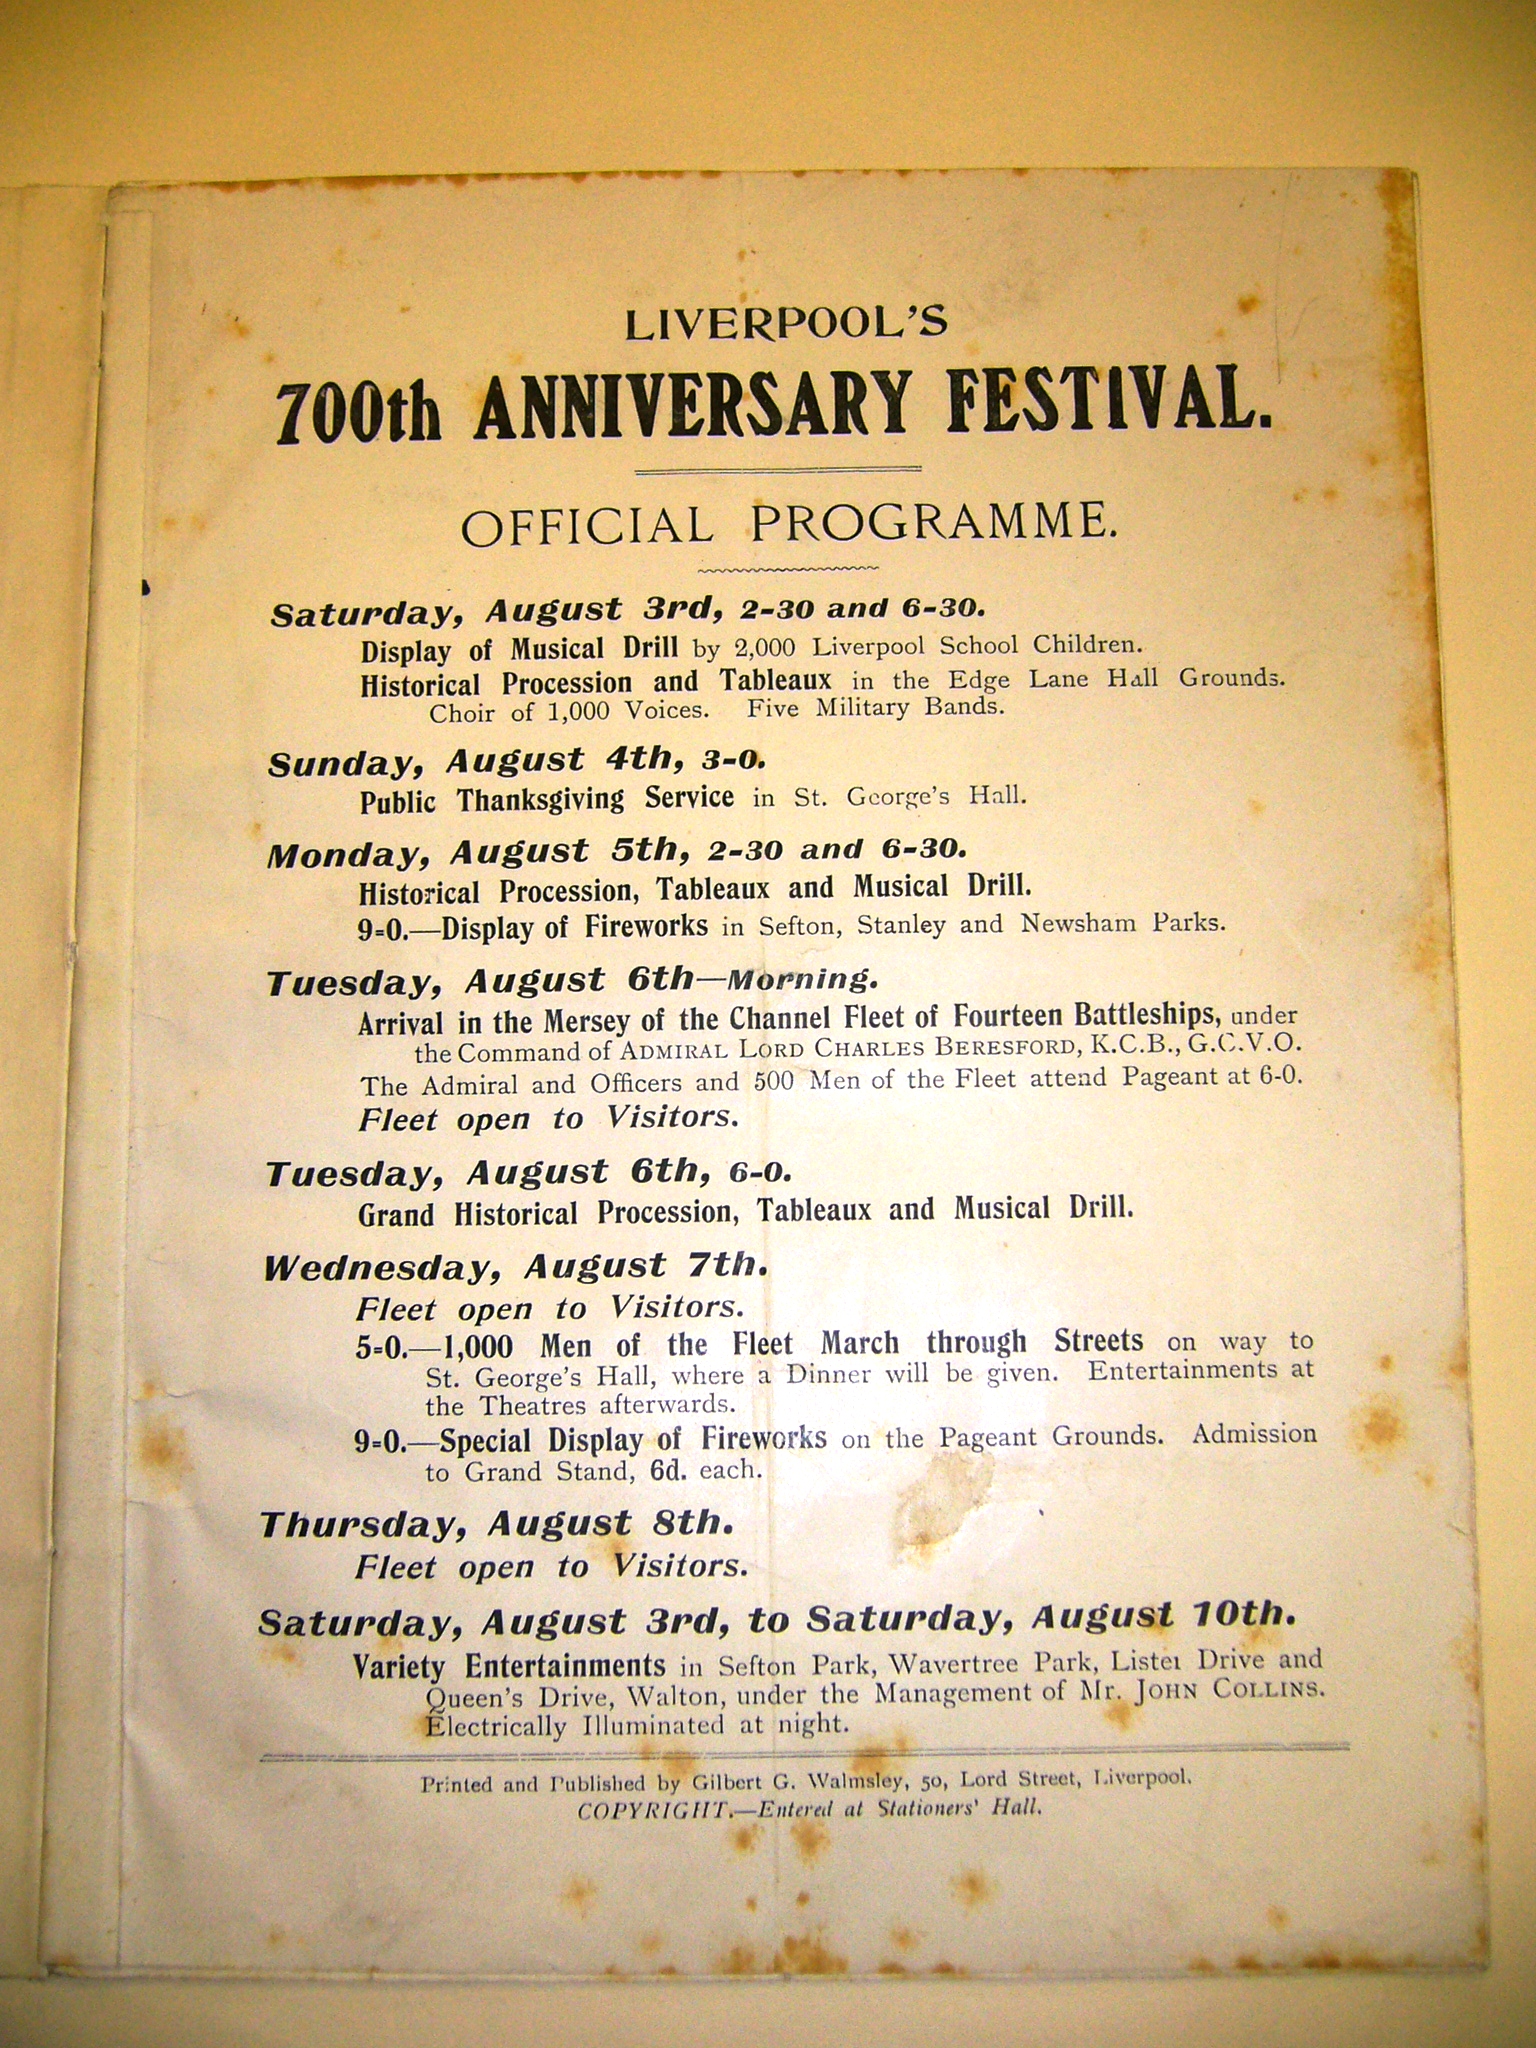 LIVERPOOL'S
700th ANNIVERSARY FESTIVAL.
OFFICIAL PROGRAMME.
Saturday, August 3rd, 2-30 and 6-30.
Display of Musical Drill by 2,000 Liverpool School Children.
Historical Procession and Tableaux in the Edge Lane Hall Grounds.
Choir of 1,000 Voices. Five Military Bands.
Sunday, August 4th, 3-0.
Public Thanksgiving Service in St. George's Hall.
Monday, August 5th, 2-30 and 6-30.
Historical Procession, Tableaux and Musical Drill.
9-0.—Display of Fireworks in Sefton, Stanley and Newsham Parks.
Tuesday, August 6th—Morning.
Arrival in the Mersey of the Channel Fleet of Fourteen Battleships, under
the Command of ADMIRAL LORD CHARLES BERESFORD, K.C.B., G.C.V.O.
The Admiral and Officers and 500 Men of the Fleet attend Pageant at 6-0.
Fleet open to Visitors.
Tuesday, August 6th, 6-0.
Grand Historical Procession, Tableaux and Musical Drill.
Wednesday, August 7th.
Fleet open to Visitors.
5-0.—1,000 Men of the Fleet March through Streets on way to
St. George's Hall, where a Dinner will be given. Entertainments at
the Theatres afterwards.
9-0.—Special Display of Fireworks on the Pageant Grounds. Admission
to Grand Stand, 6d. each.
Thursday, August 8th.
Fleet open to Visitors.
Saturday, August 3rd, to Saturday, August 10th.
Variety Entertainments in Sefton Park, Wavertree Park, Lister Drive and
Queen's Drive, Walton, under the Management of Mr. JOHN COLLINS.
Electrically Illuminated at night.
Printed and Published by Gilbert G. Walmsley, 50, Lord Street, Liverpool.
COPYRIGHT.—Entered at Stationers' Hall.